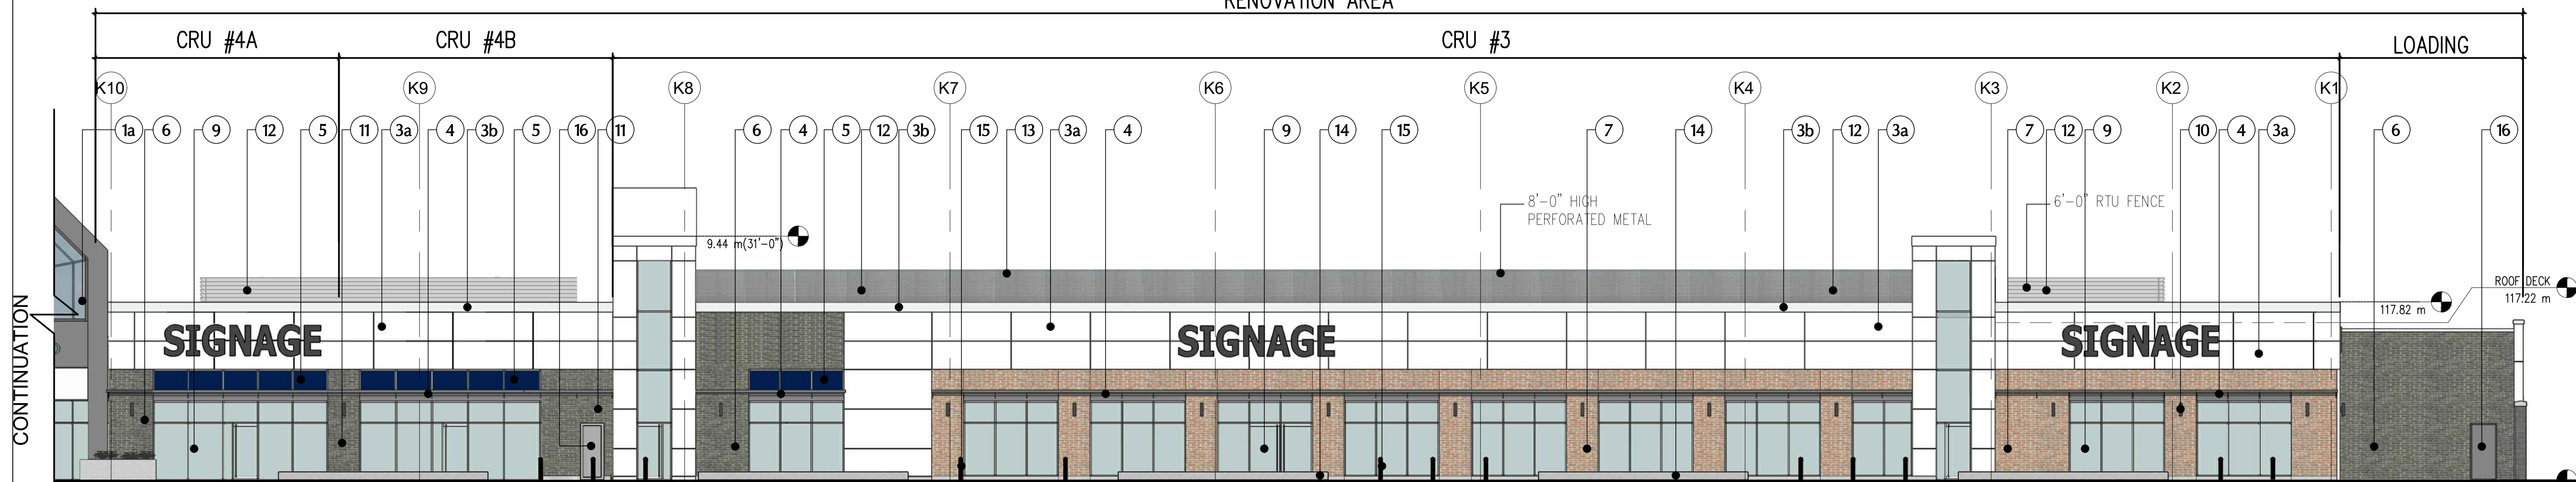 RENOVATION AREA
CRU #4A
CRU #4B
CRU #3
LOADING
K10
K9
K8
K7
K6
K5
K4
K3
K2
K1
1a
6
9
12
5
11
3a
4
3b
5
16
11
6
4
5
12
3b
15
13
3a
4
9
14
15
7
14
3b
12
3a
7
12
9
10
4
3a
6
16
8'-0" HIGH
PERFORATED METAL
6'-0" RTU FENCE
9.44 m(31'-0")
ROOF DECK
117.22 m
117.82 m
CONTINUATION
SIGNAGE
SIGNAGE
SIGNAGE